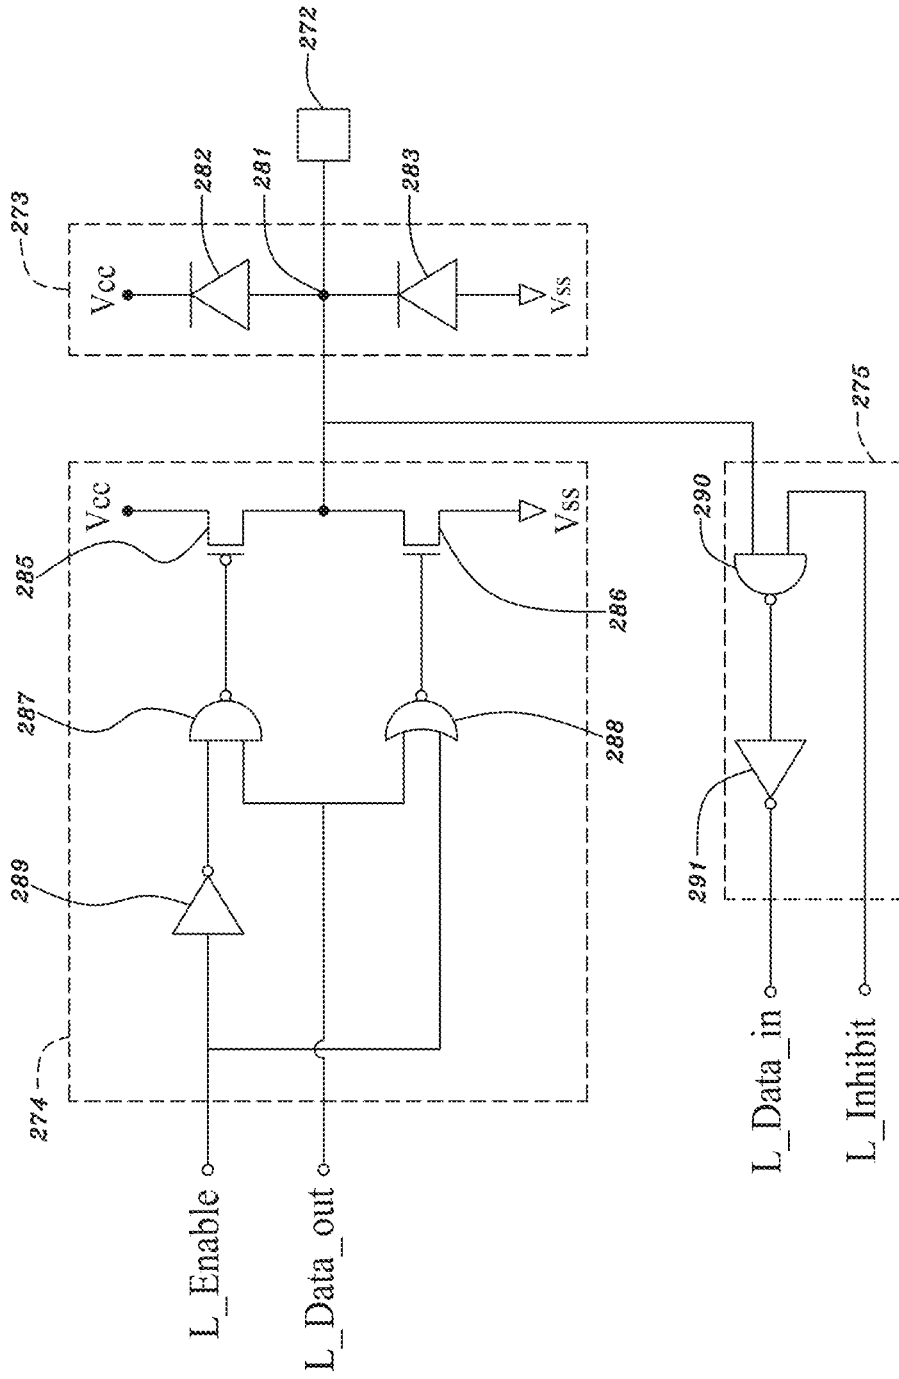 273
Vcc
282
281
272
283
Vss
274
L_Enable
L_Data_out
289
287
285
Vcc
288
286
Vss
275
290
291
L_Data_in
L_Inhibit